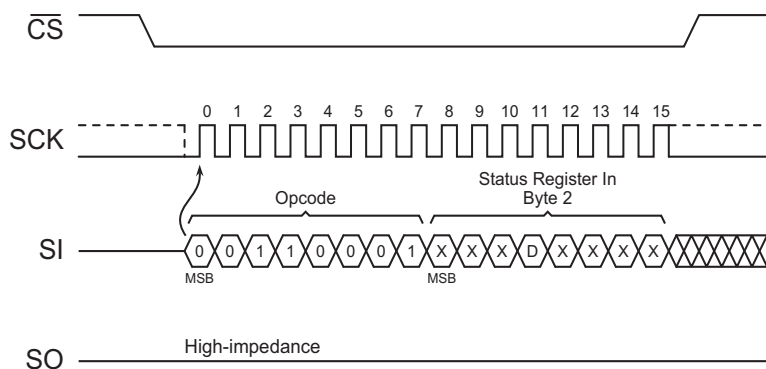 CS
0 1 2 3 4 5 6 7 8 9 10 11 12 13 14 15
SCK
Status Register In
Opcode Byte 2
SI 0 0 1 1 0 0 0 1 X X X D X X X X
MSB MSB
High-impedance
SO